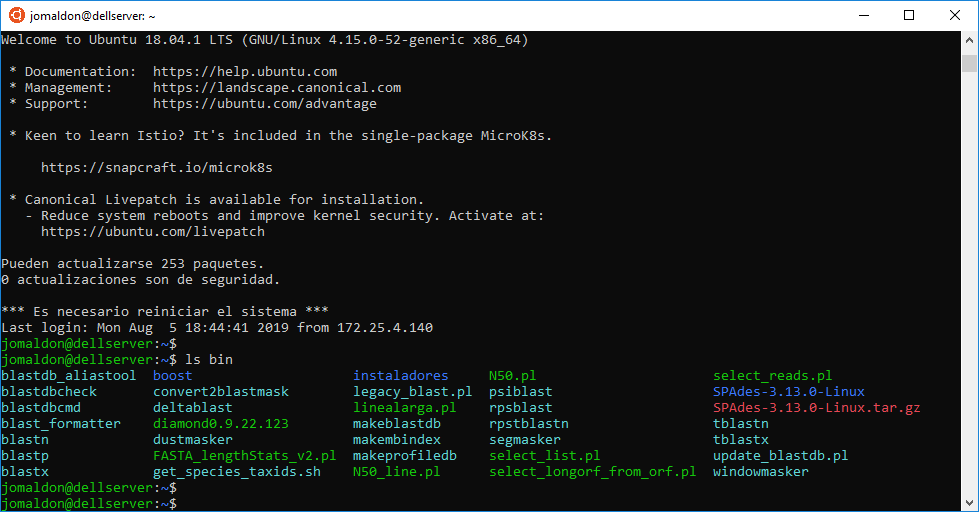 jomaldon@dellserver: ~
Welcome to Ubuntu 18.04.1 LTS (GNU/Linux 4.15.0-52-generic x86_64)
* Documentation:  https://help.ubuntu.com
* Management:     https://landscape.canonical.com
* Support:        https://ubuntu.com/advantage
* Keen to learn Istio? It's included in the single-package MicroK8s.
https://snapcraft.io/microk8s
* Canonical Livepatch is available for installation.
- Reduce system reboots and improve kernel security. Activate at:
https://ubuntu.com/livepatch
Pueden actualizarse 253 paquetes.
0 actualizaciones son de seguridad.
*** Es necesario reiniciar el sistema ***
Last login: Mon Aug  5 18:44:41 2019 from 172.25.4.140
jomaldon@dellserver:~$
jomaldon@dellserver:~$ ls bin
blastdb_aliastool  boost                    instaladores     N50.pl                      select_reads.pl
blastdbcheck       convert2blastmask        legacy_blast.pl  psiblast                    SPAdes-3.13.0-Linux
blastdbcmd         deltablast               linealarga.pl    rpsblast                    SPAdes-3.13.0-Linux.tar.gz
blast_formatter    diamond0.9.22.123        makeblastdb      rpstblastn                  tblastn
blastn             dustmasker               makembindex      segmasker                   tblastx
blastp             FASTA_lengthStats_v2.pl  makeprofiledb    select_list.pl              update_blastdb.pl
blastx             get_species_taxids.sh    N50_line.pl      select_longorf_from_orf.pl  windowmasker
jomaldon@dellserver:~$
jomaldon@dellserver:~$